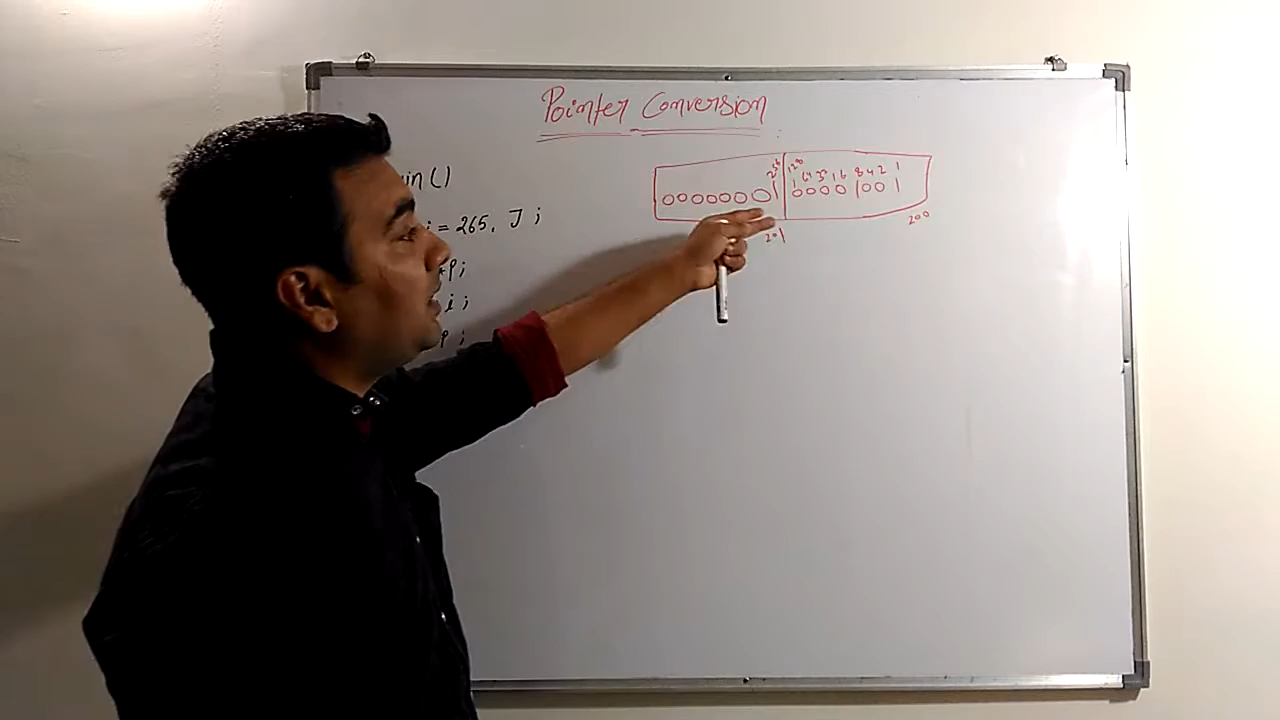 Pointer Conversion
in ()
i = 265, J ;
*p ;
i ;
p ;
256 128 64 32 16 8 4 2 1
0 0 0 0 0 0 0 1 0 0 0 0 1 0 0 1
201 200